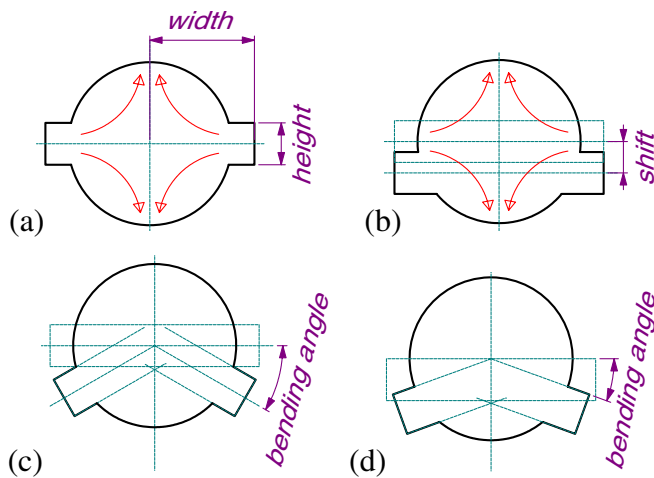 width
height
(a)
shift
(b)
bending angle
(c)
bending angle
(d)